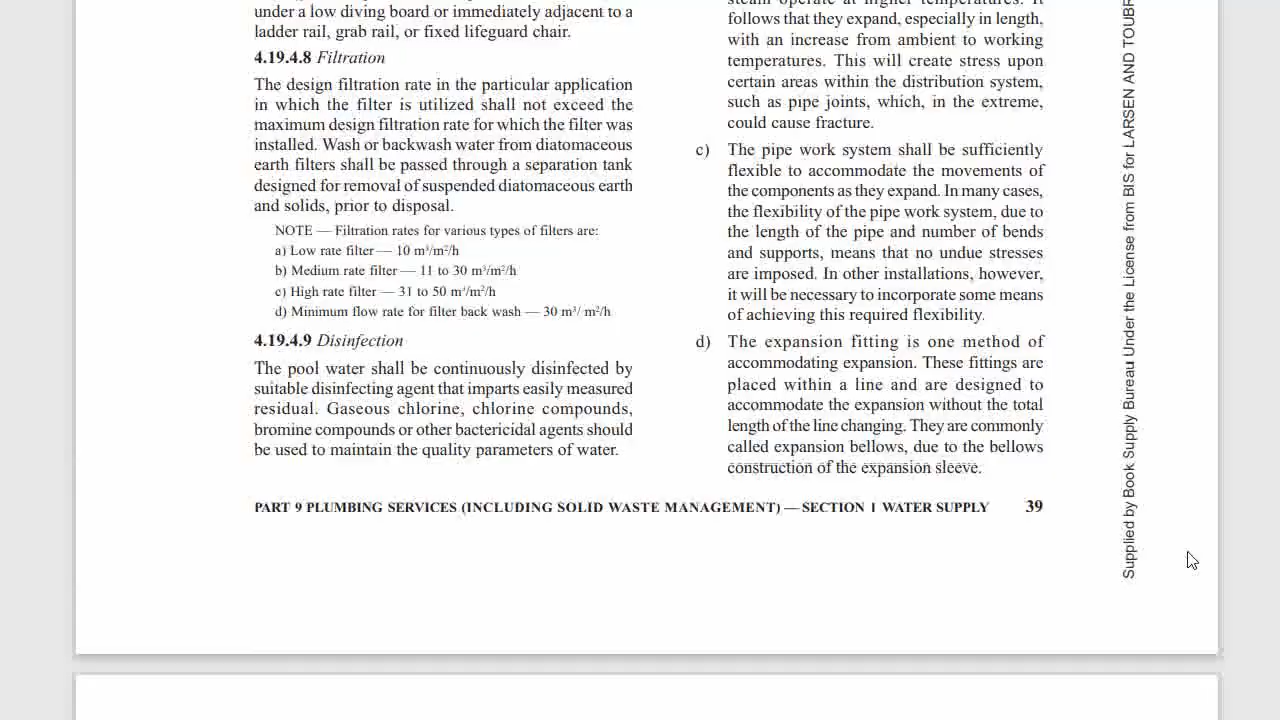 under a low diving board or immediately adjacent to a
ladder rail, grab rail, or fixed lifeguard chair.
4.19.4.8 Filtration
The design filtration rate in the particular application
in which the filter is utilized shall not exceed the
maximum design filtration rate for which the filter was
installed. Wash or backwash water from diatomaceous
earth filters shall be passed through a separation tank
designed for removal of suspended diatomaceous earth
and solids, prior to disposal.
NOTE — Filtration rates for various types of filters are:
a) Low rate filter — 10 m³/m²/h
b) Medium rate filter — 11 to 30 m³/m²/h
c) High rate filter — 31 to 50 m³/m²/h
d) Minimum flow rate for filter back wash — 30 m³/ m²/h
4.19.4.9 Disinfection
The pool water shall be continuously disinfected by
suitable disinfecting agent that imparts easily measured
residual. Gaseous chlorine, chlorine compounds,
bromine compounds or other bactericidal agents should
be used to maintain the quality parameters of water.
steam operate at higher temperatures. It
follows that they expand, especially in length,
with an increase from ambient to working
temperatures. This will create stress upon
certain areas within the distribution system,
such as pipe joints, which, in the extreme,
could cause fracture.
c) The pipe work system shall be sufficiently
flexible to accommodate the movements of
the components as they expand. In many cases,
the flexibility of the pipe work system, due to
the length of the pipe and number of bends
and supports, means that no undue stresses
are imposed. In other installations, however,
it will be necessary to incorporate some means
of achieving this required flexibility.
d) The expansion fitting is one method of
accommodating expansion. These fittings are
placed within a line and are designed to
accommodate the expansion without the total
length of the line changing. They are commonly
called expansion bellows, due to the bellows
construction of the expansion sleeve.
PART 9 PLUMBING SERVICES (INCLUDING SOLID WASTE MANAGEMENT) — SECTION 1 WATER SUPPLY 39
Supplied by Book Supply Bureau Under the License from BIS for LARSEN AND TOUBR